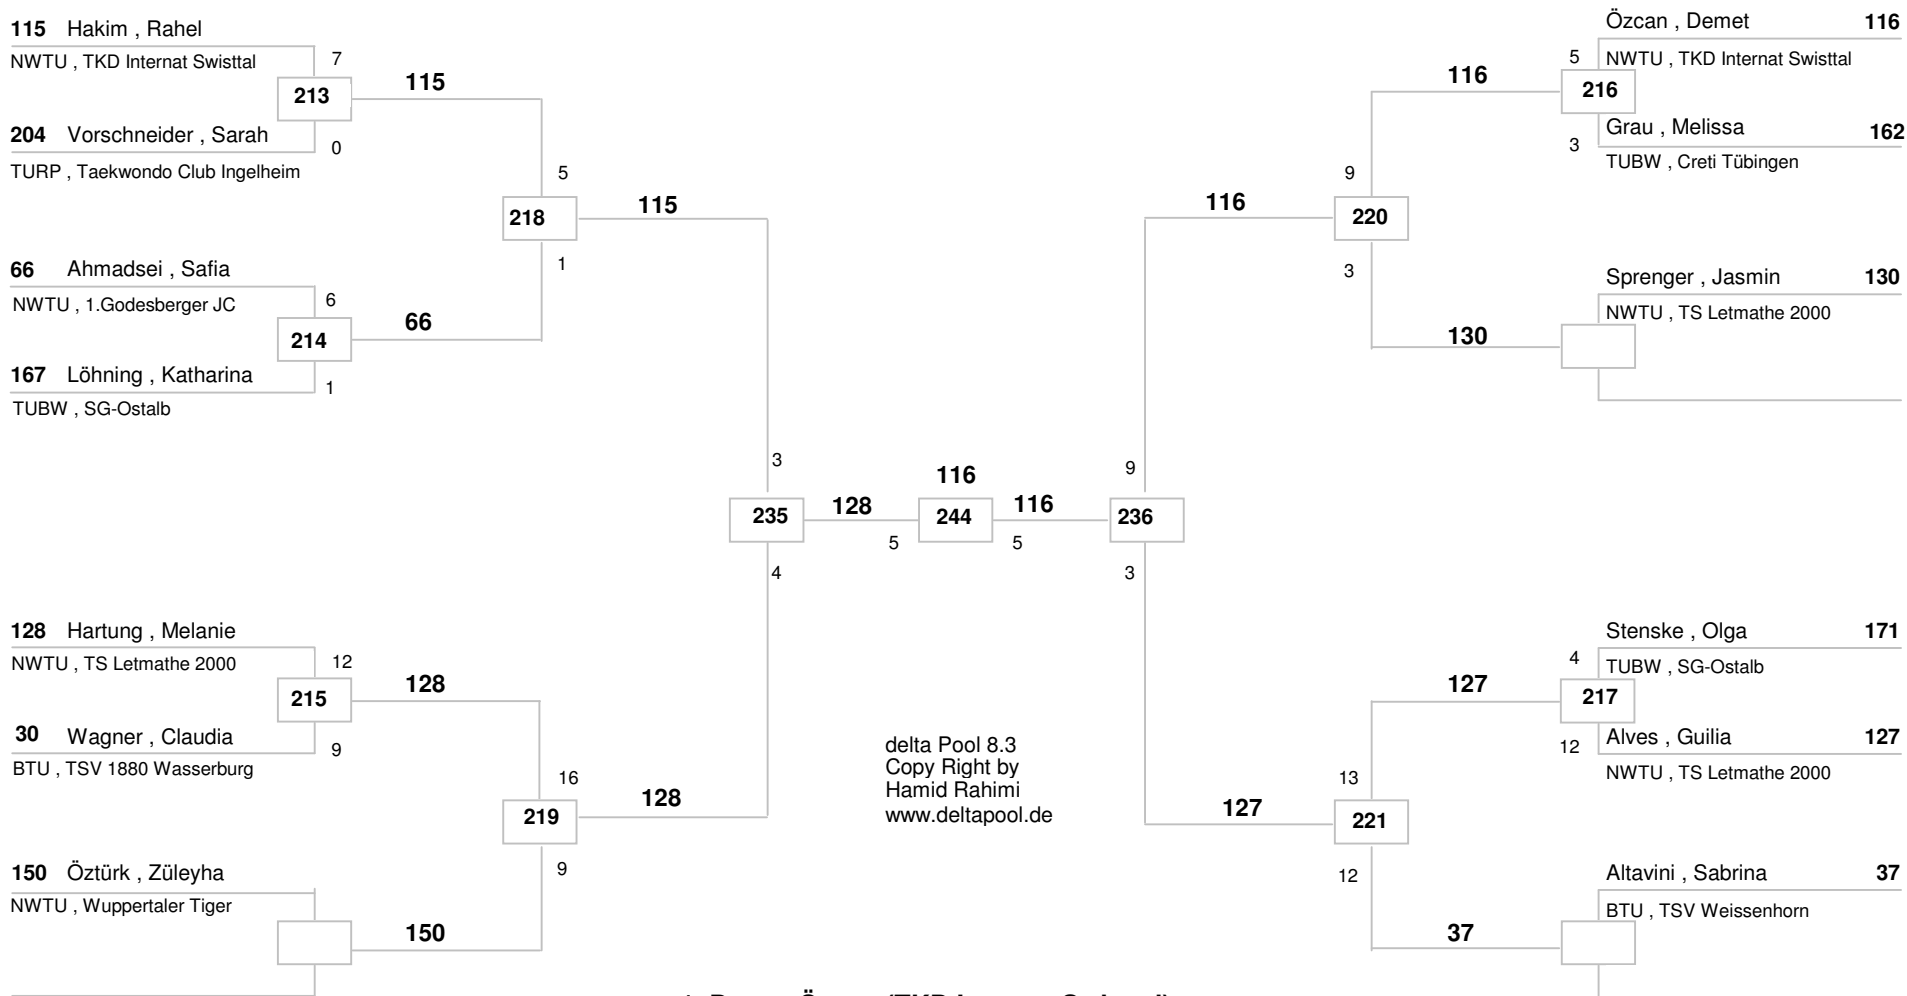 115 Hakim , Rahel
NWTU , TKD Internat Swisttal
7
213
115
204 Vorschneider , Sarah
0
TURP , Taekwondo Club Ingelheim
5
218
115
1
66 Ahmadsei , Safia
NWTU , 1.Godesberger JC
6
214
66
167 Löhning , Katharina
1
TUBW , SG-Ostalb
3
235
128
5
4
128 Hartung , Melanie
NWTU , TS Letmathe 2000
12
215
128
30 Wagner , Claudia
9
BTU , TSV 1880 Wasserburg
16
219
128
9
150 Öztürk , Züleyha
NWTU , Wuppertaler Tiger
150
116
244
116
5
9
236
3
delta Pool 8.3
Copy Right by
Hamid Rahimi
www.deltapool.de
Özcan , Demet 116
5
NWTU , TKD Internat Swisttal
116
216
Grau , Melissa 162
3
TUBW , Creti Tübingen
9
116
220
3
Sprenger , Jasmin 130
NWTU , TS Letmathe 2000
130
Stenske , Olga 171
4
TUBW , SG-Ostalb
127
217
Alves , Guilia 127
12
NWTU , TS Letmathe 2000
13
127
221
12
Altavini , Sabrina 37
BTU , TSV Weissenhorn
37